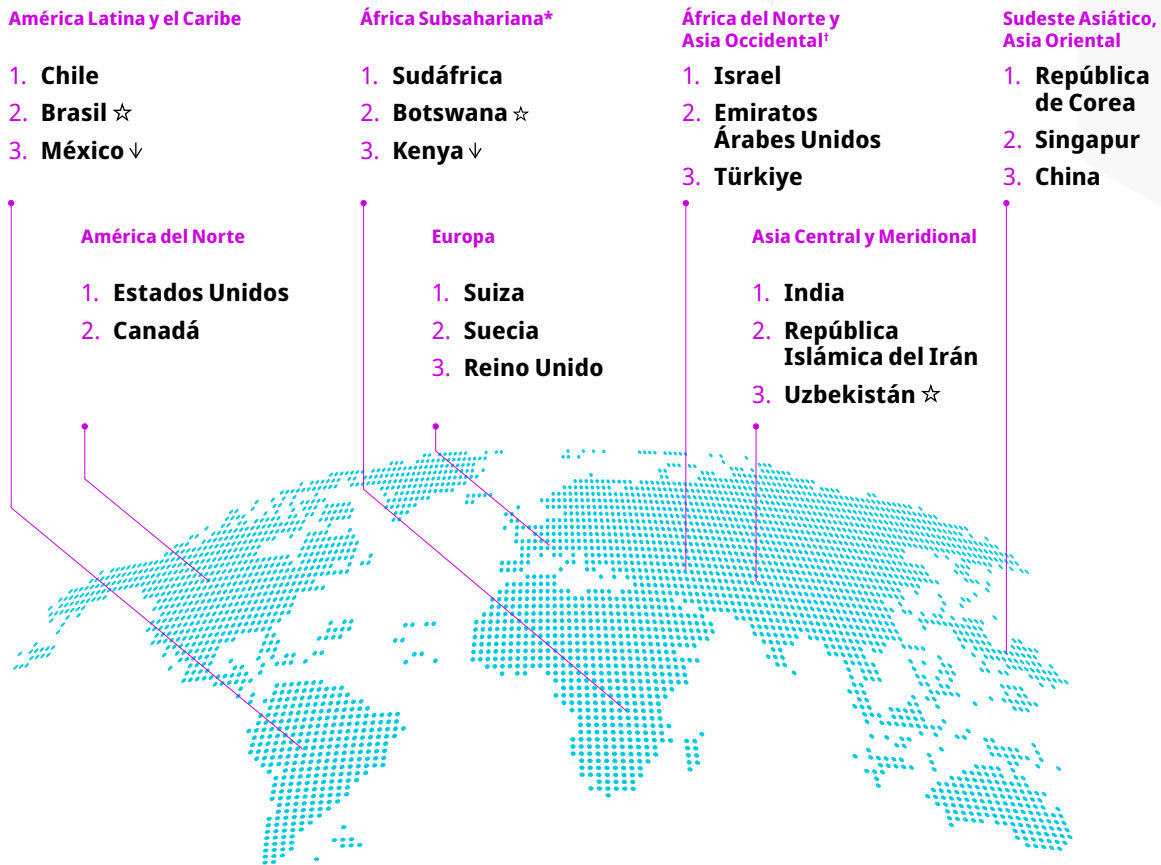 América Latina y el Caribe
1. Chile
2. Brasil ☆
3. México ↓
África Subsahariana*
1. Sudáfrica
2. Botswana ☆
3. Kenya ↓
África del Norte y
Asia Occidental†
1. Israel
2. Emiratos
Árabes Unidos
3. Türkiye
Sudeste Asiático,
Asia Oriental
1. República
de Corea
2. Singapur
3. China
América del Norte
1. Estados Unidos
2. Canadá
Europa
1. Suiza
2. Suecia
3. Reino Unido
Asia Central y Meridional
1. India
2. República
Islámica del Irán
3. Uzbekistán ☆